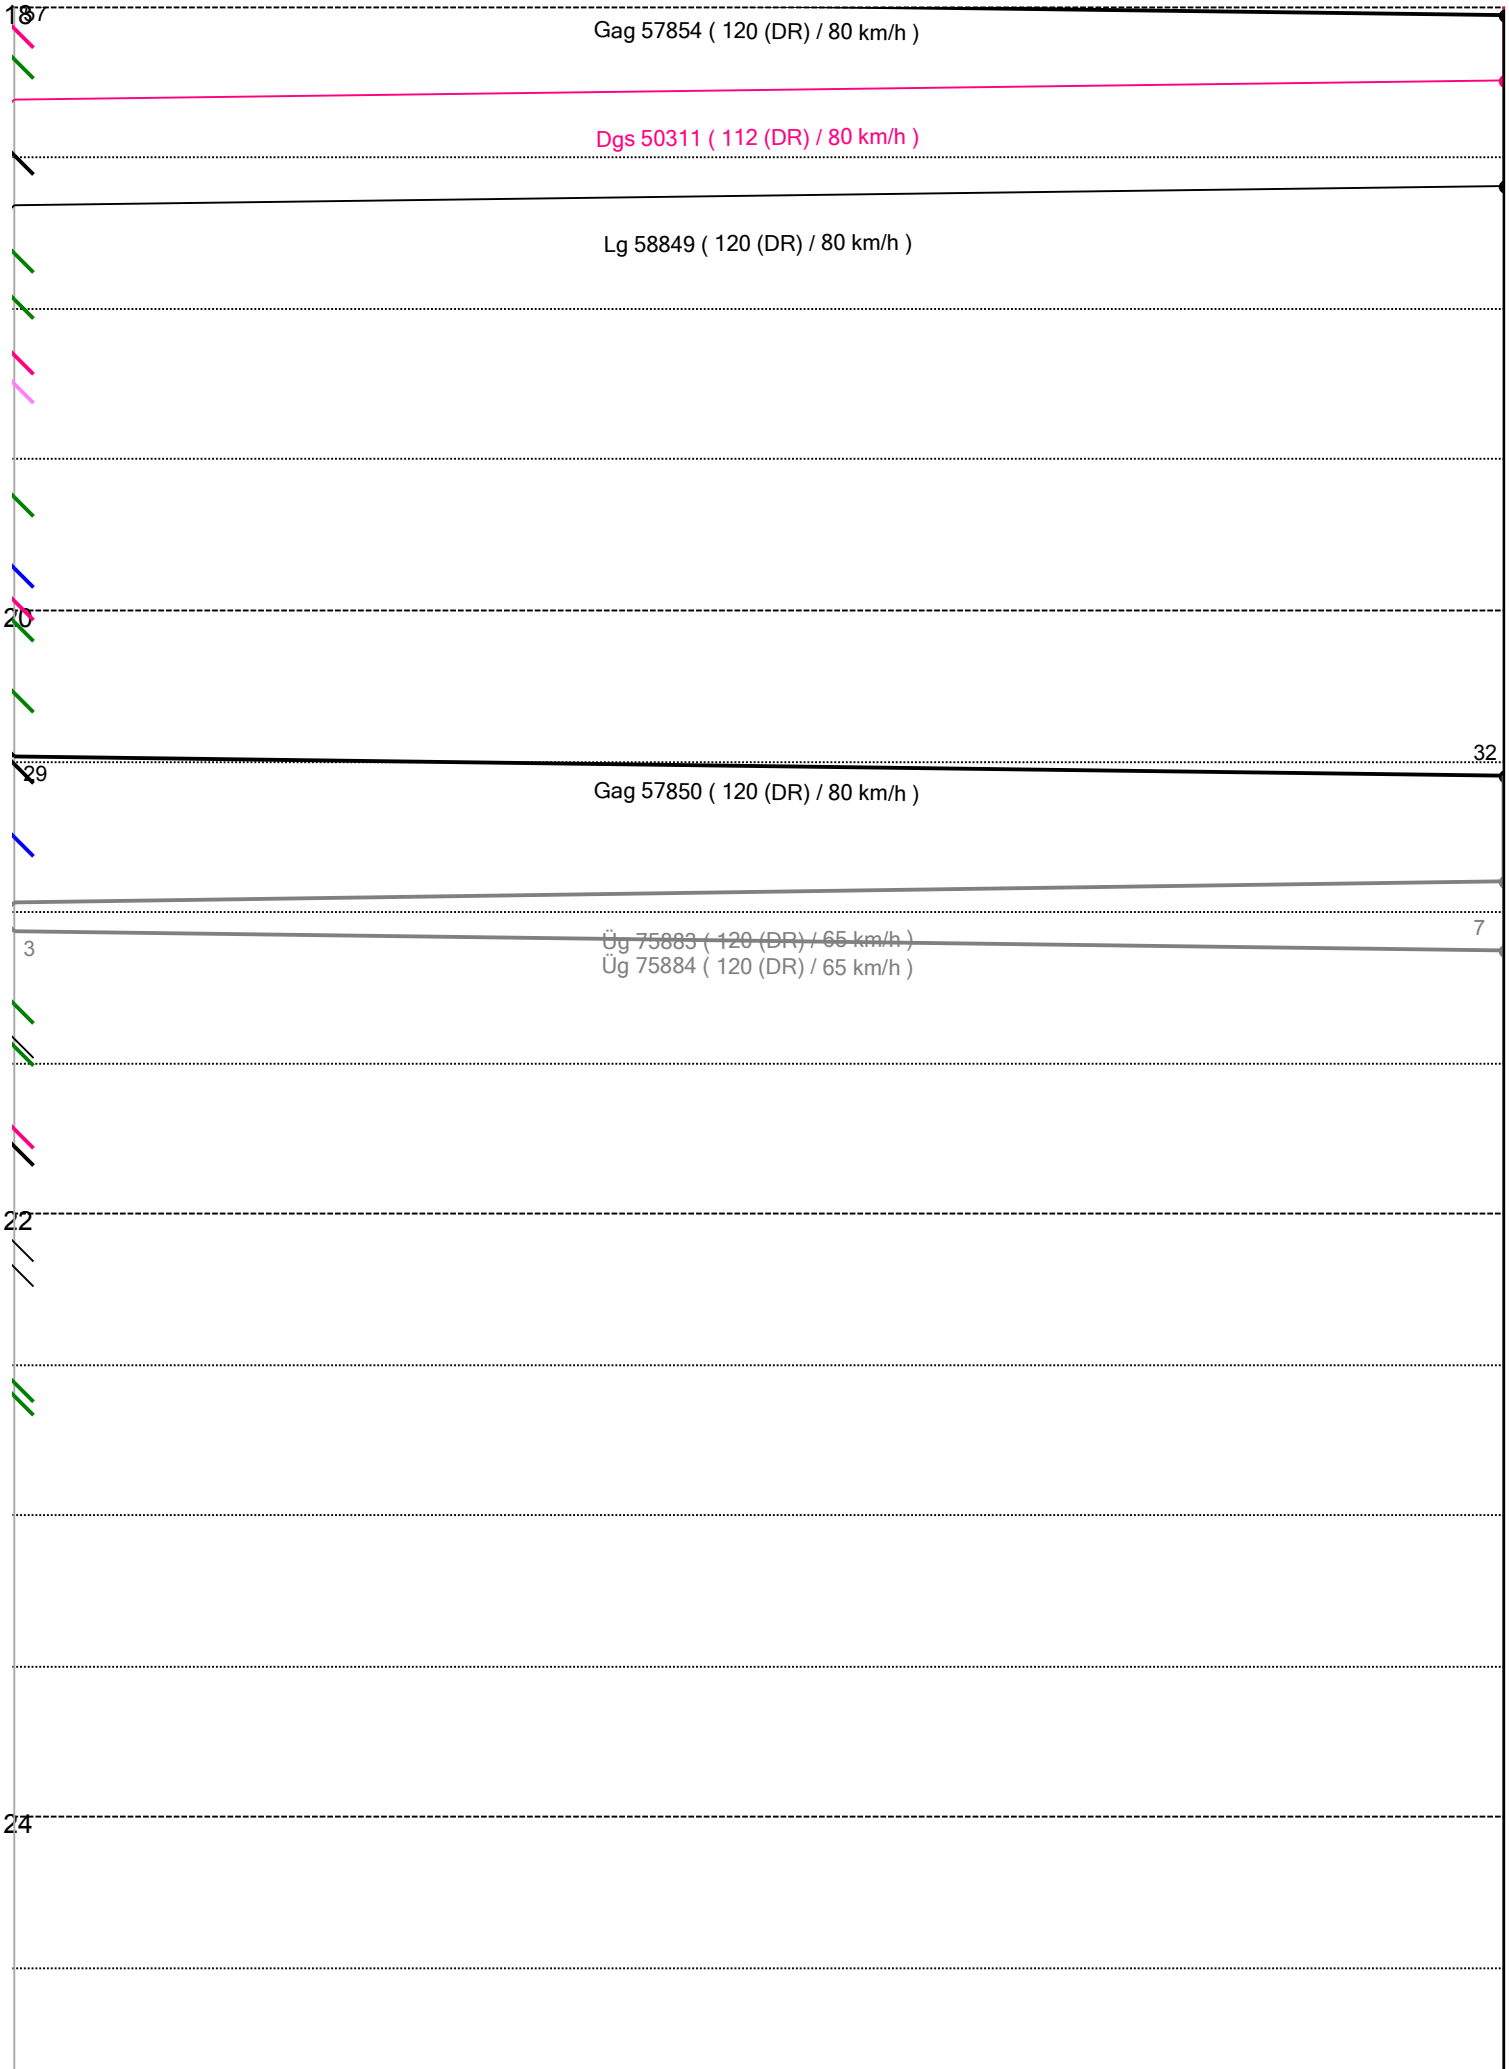 18
57
Gag 57854 ( 120 (DR) / 80 km/h )
Dgs 50311 ( 112 (DR) / 80 km/h )
Lg 58849 ( 120 (DR) / 80 km/h )
20
32
29
Gag 57850 ( 120 (DR) / 80 km/h )
7
3
Üg 75883 ( 120 (DR) / 65 km/h )
Üg 75884 ( 120 (DR) / 65 km/h )
22
24